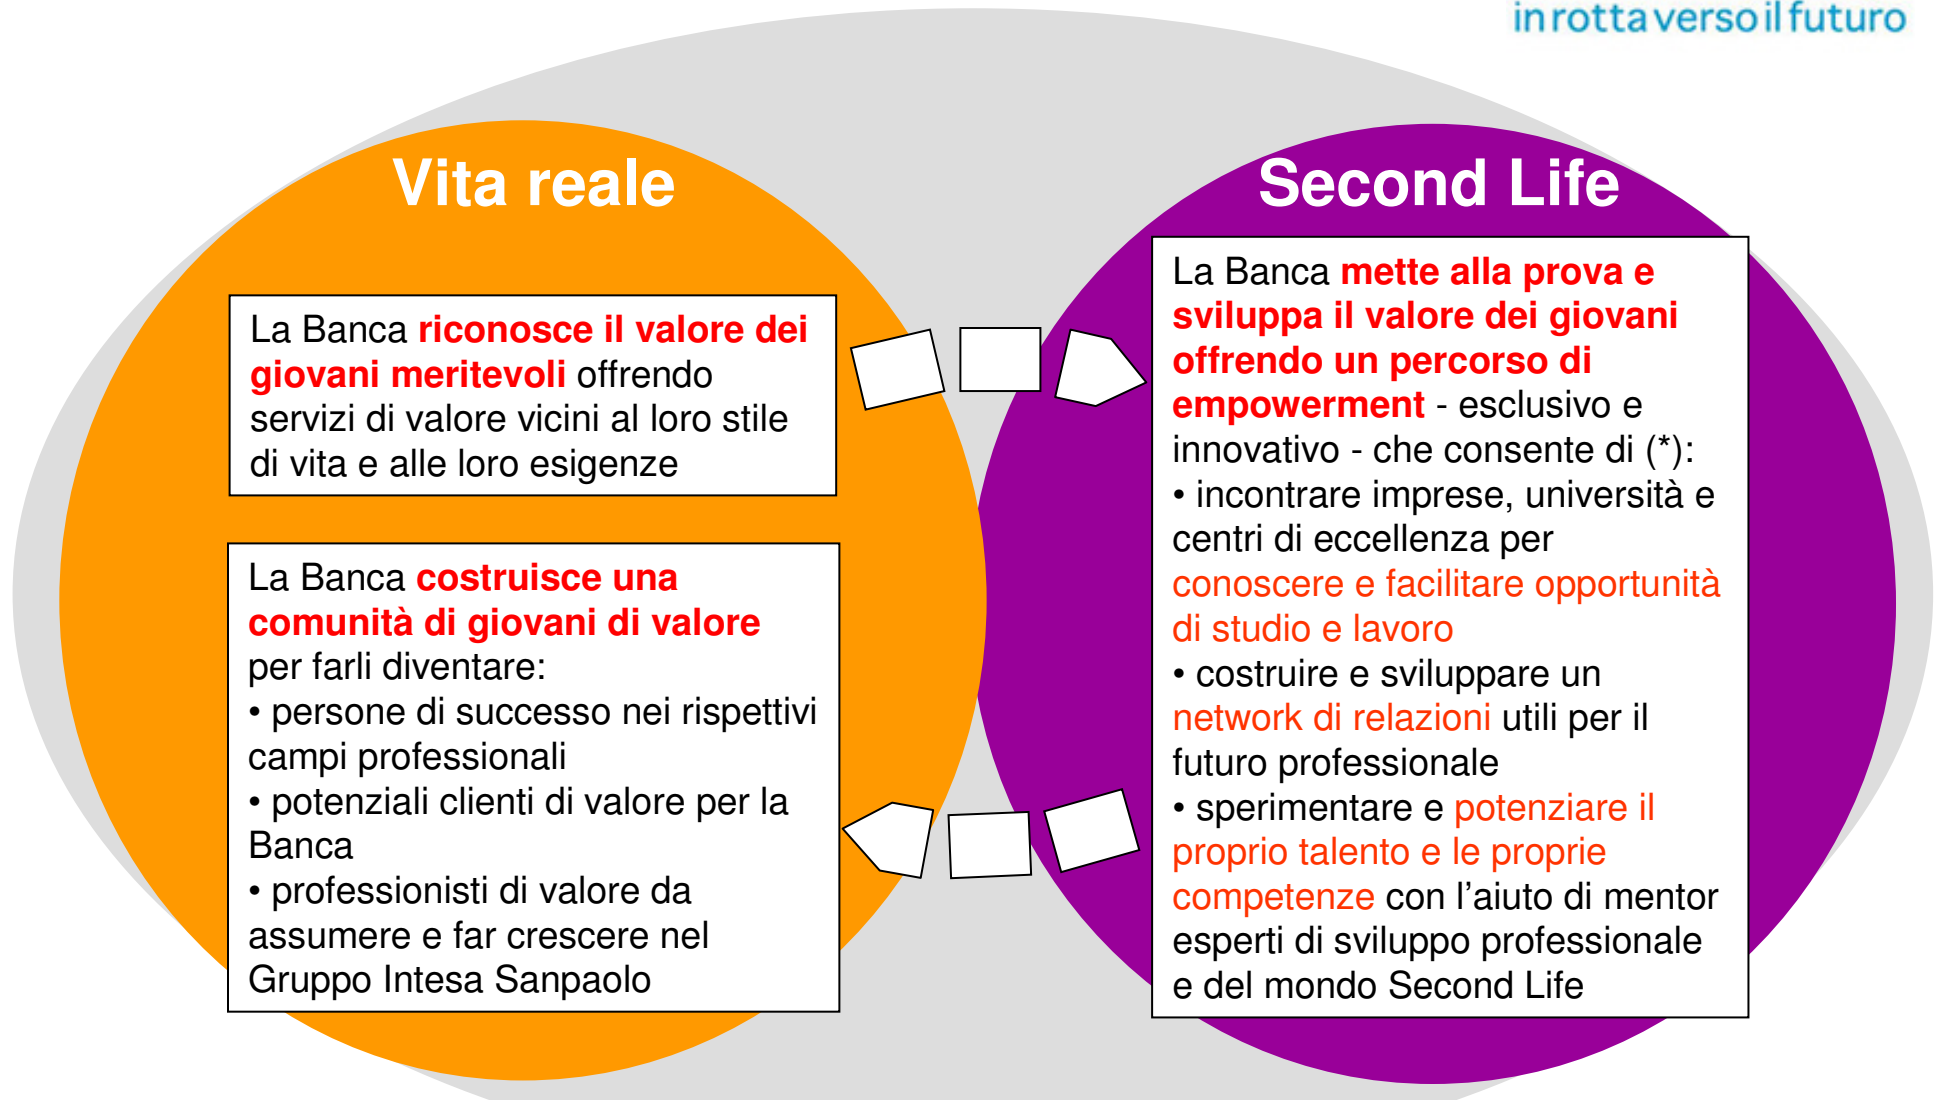 in rotta verso il futuro
Vita reale
La Banca riconosce il valore dei
giovani meritevoli offrendo
servizi di valore vicini al loro stile
di vita e alle loro esigenze
La Banca costruisce una
comunità di giovani di valore
per farli diventare:
• persone di successo nei rispettivi
campi professionali
• potenziali clienti di valore per la
Banca
• professionisti di valore da
assumere e far crescere nel
Gruppo Intesa Sanpaolo
Second Life
La Banca mette alla prova e
sviluppa il valore dei giovani
offrendo un percorso di
empowerment - esclusivo e
innovativo - che consente di (*):
• incontrare imprese, università e
centri di eccellenza per
conoscere e facilitare opportunità
di studio e lavoro
• costruire e sviluppare un
network di relazioni utili per il
futuro professionale
• sperimentare e potenziare il
proprio talento e le proprie
competenze con l'aiuto di mentor
esperti di sviluppo professionale
e del mondo Second Life